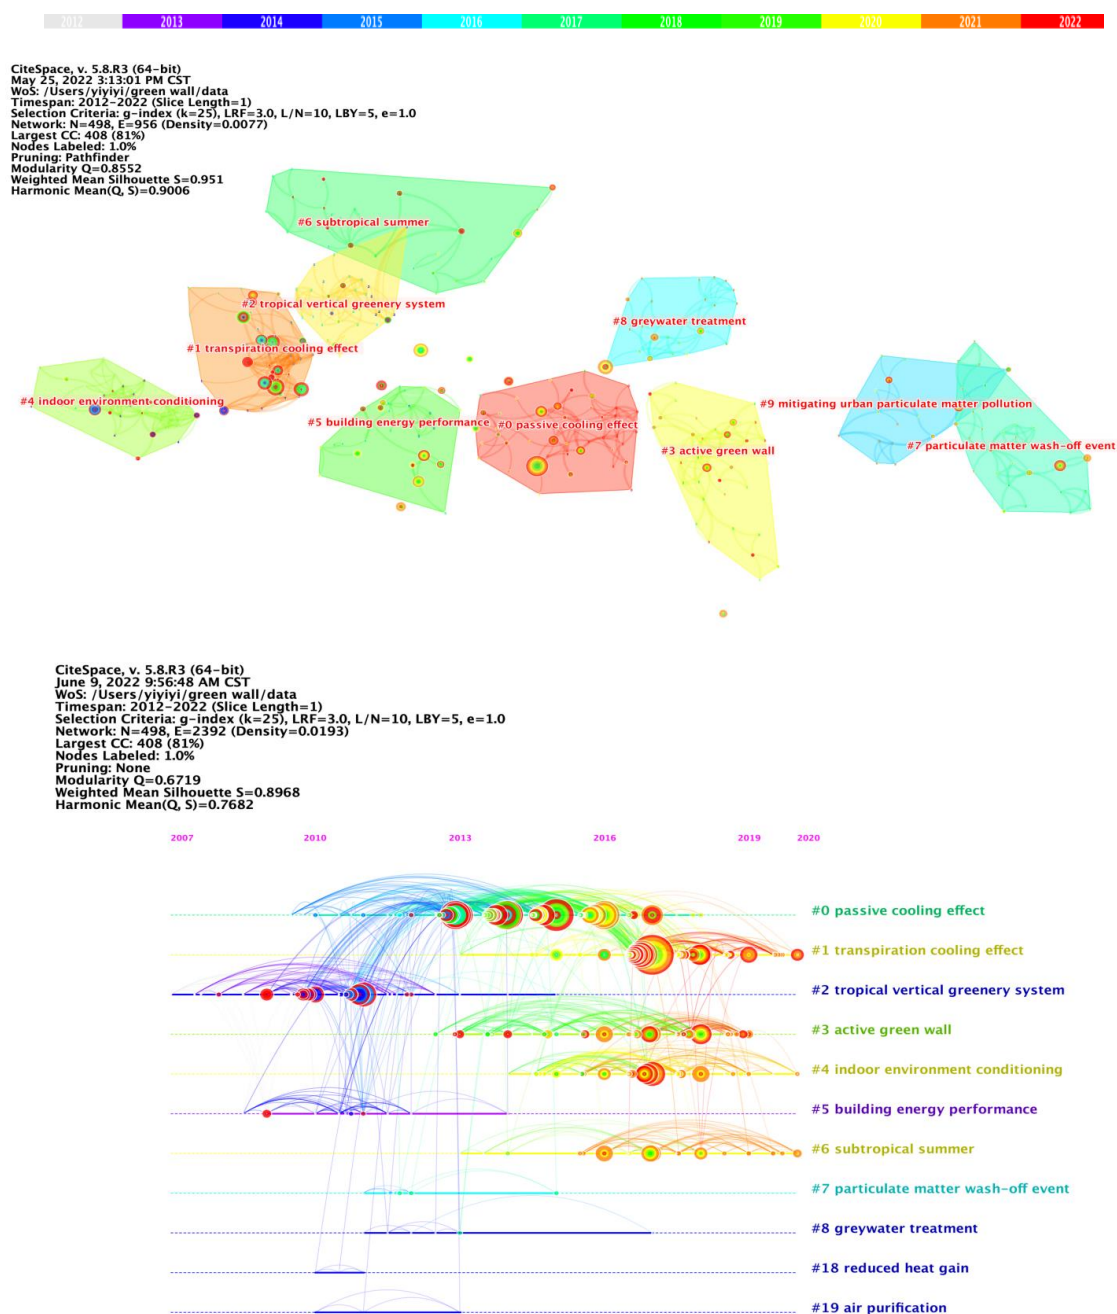 2012 2013 2014 2015 2016 2017 2018 2019 2020 2021 2022
CiteSpace, v. 5.8.R3 (64-bit)
May 25, 2022 3:13:01 PM CST
WoS: /Users/yiyiyi/green wall/data
Timespan: 2012-2022 (Slice Length=1)
Selection Criteria: g-index (k=25), LRF=3.0, L/N=10, LBY=5, e=1.0
Network: N=498, E=956 (Density=0.0077)
Largest CC: 408 (81%)
Nodes Labeled: 1.0%
Pruning: Pathfinder
Modularity Q=0.8552
Weighted Mean Silhouette S=0.951
Harmonic Mean(Q, S)=0.9006
#6 subtropical summer
#2 tropical vertical greenery system
#8 greywater treatment
#1 transpiration cooling effect
#4 indoor environment conditioning
#9 mitigating urban particulate matter pollution
#5 building energy performance
#0 passive cooling effect
#7 particulate matter wash-off event
#3 active green wall
CiteSpace, v. 5.8.R3 (64-bit)
June 9, 2022 9:56:48 AM CST
WoS: /Users/yiyiyi/green wall/data
Timespan: 2012-2022 (Slice Length=1)
Selection Criteria: g-index (k=25), LRF=3.0, L/N=10, LBY=5, e=1.0
Network: N=498, E=2392 (Density=0.0193)
Largest CC: 408 (81%)
Nodes Labeled: 1.0%
Pruning: None
Modularity Q=0.6719
Weighted Mean Silhouette S=0.8968
Harmonic Mean(Q, S)=0.7682
2007 2010 2013 2016 2019 2020
#0 passive cooling effect
#1 transpiration cooling effect
#2 tropical vertical greenery system
#3 active green wall
#4 indoor environment conditioning
#5 building energy performance
#6 subtropical summer
#7 particulate matter wash-off event
#8 greywater treatment
#18 reduced heat gain
#19 air purification